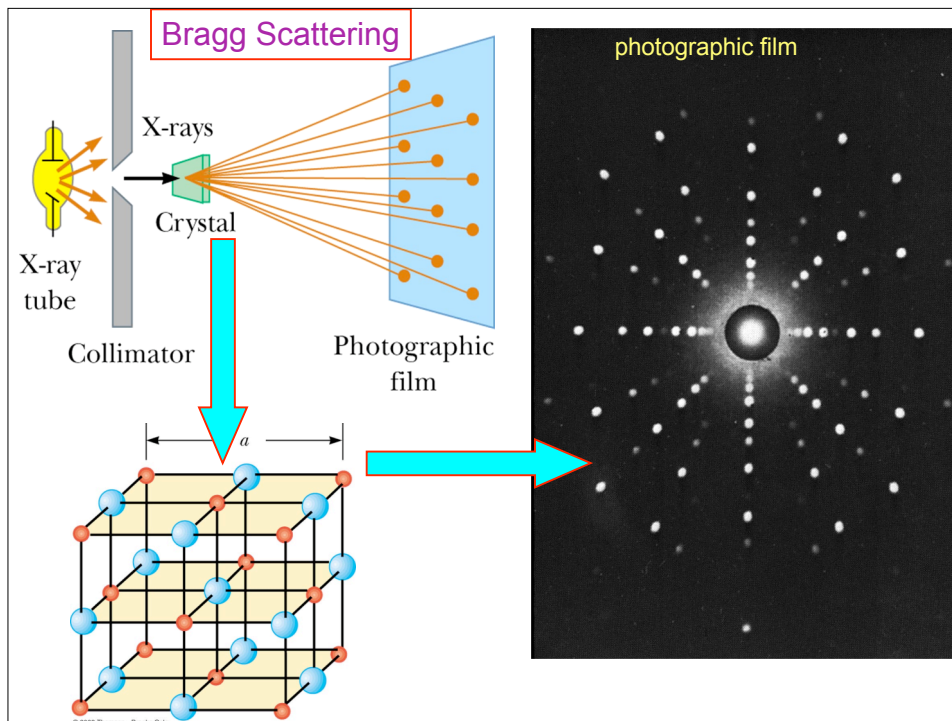 Bragg Scattering
photographic film
X-rays
Crystal
X-ray
tube
Collimator
Photographic
film
a